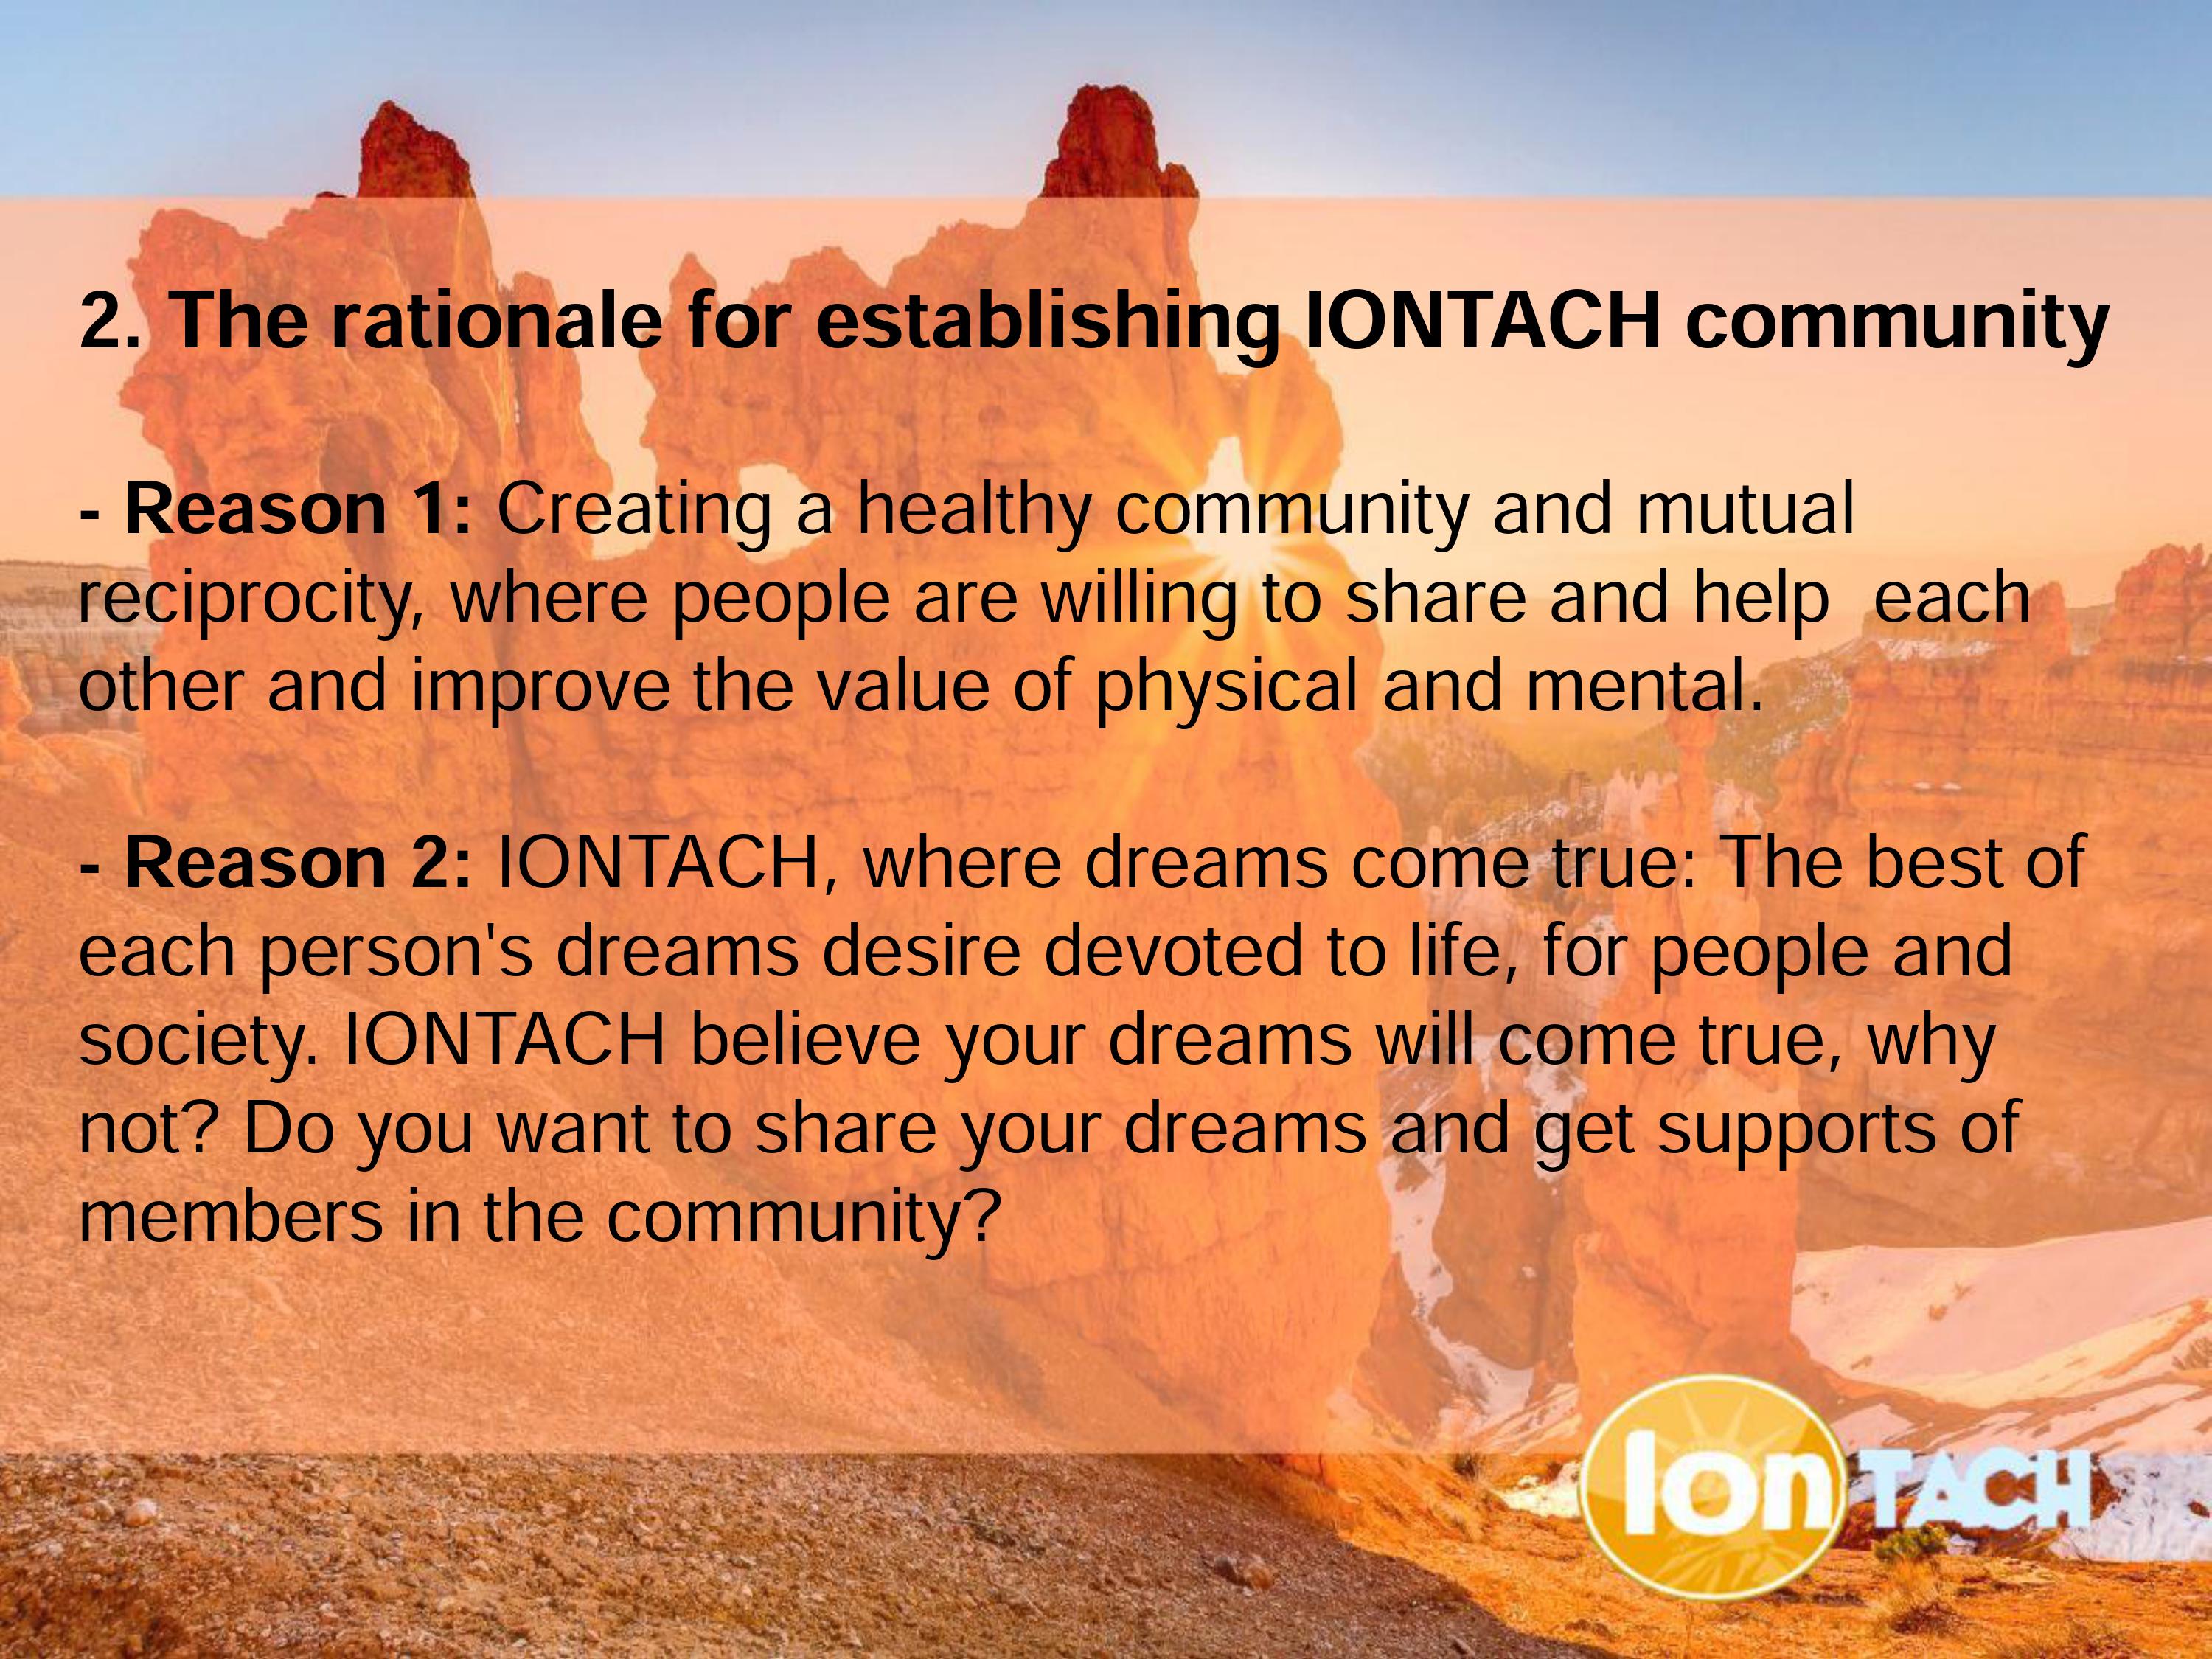 2. The rationale for establishing IONTACH community
- Reason 1: Creating a healthy community and mutual
reciprocity, where people are willing to share and help  each
other and improve the value of physical and mental.
- Reason 2: IONTACH, where dreams come true: The best of
each person's dreams desire devoted to life, for people and
society. IONTACH believe your dreams will come true, why
not? Do you want to share your dreams and get supports of
members in the community?
Ion TACH